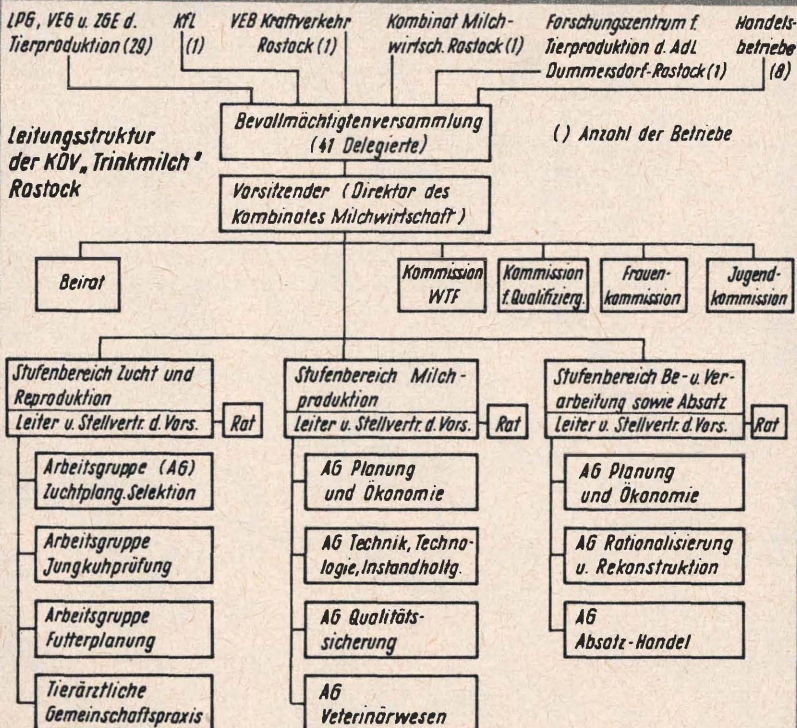 LPG, VEG u. ZGE d.
Tierproduktion (29)
KfL
(1)
VEB Kraftverkehr
Rostock (1)
Kombinat Milch-
wirtsch. Rostock (1)
Forschungszentrum f.
Tierproduktion d. AdL
Dummersdorf-Rostock (1)
Handels-
betriebe
(8)
Leitungsstruktur
der KOV „Trinkmilch"
Rostock
Bevollmächtigtenversammlung
(41 Delegierte)
( ) Anzahl der Betriebe
Vorsitzender (Direktor des
Kombinates Milchwirtschaft)
Beirat
Kommission
WTF
Kommission
f. Qualifizierg.
Frauen-
kommission
Jugend-
kommission
Stufenbereich Zucht und
Reproduktion
Leiter u. Stellvertr. d. Vors.
Rat
Arbeitsgruppe (AG)
Zuchtplang. Selektion
Arbeitsgruppe
Jungkuhprüfung
Arbeitsgruppe
Futterplanung
Tierärztliche
Gemeinschaftspraxis
Stufenbereich Milch-
produktion
Leiter u. Stellvertr. d. Vors.
Rat
AG Planung
und Ökonomie
AG Technik, Techno-
logie, Instandhaltg.
AG Qualitäts-
sicherung
AG
Veterinärwesen
Stufenbereich Be- u. Ver-
arbeitung sowie Absatz
Leiter u. Stellvertr. d. Vors.
Rat
AG Planung
und Ökonomie
AG Rationalisierung
u. Rekonstruktion
AG
Absatz-Handel